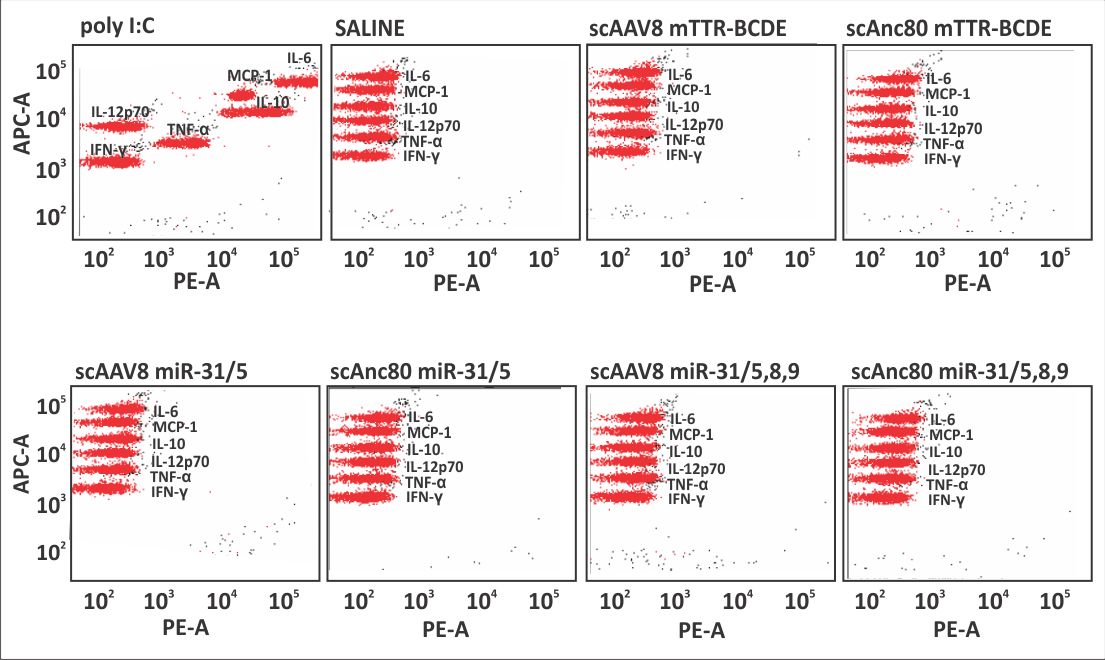 poly I:C
SALINE
scAAV8 mTTR-BCDE
scAnc80 mTTR-BCDE
APC-A
10⁵
10⁴
10³
10²
IL-6
MCP-1
IL-10
IL-12p70
TNF-α
IFN-γ
IL-6
MCP-1
IL-10
IL-12p70
TNF-α
IFN-γ
IL-6
MCP-1
IL-10
IL-12p70
TNF-α
IFN-γ
IL-6
MCP-1
IL-10
IL-12p70
TNF-α
IFN-γ
10² 10³ 10⁴ 10⁵
10² 10³ 10⁴ 10⁵
10² 10³ 10⁴ 10⁵
10² 10³ 10⁴ 10⁵
PE-A
PE-A
PE-A
PE-A
scAAV8 miR-31/5
scAnc80 miR-31/5
scAAV8 miR-31/5,8,9
scAnc80 miR-31/5,8,9
APC-A
10⁵
10⁴
10³
10²
IL-6
MCP-1
IL-10
IL-12p70
TNF-α
IFN-γ
IL-6
MCP-1
IL-10
IL-12p70
TNF-α
IFN-γ
IL-6
MCP-1
IL-10
IL-12p70
TNF-α
IFN-γ
IL-6
MCP-1
IL-10
IL-12p70
TNF-α
IFN-γ
10² 10³ 10⁴ 10⁵
10² 10³ 10⁴ 10⁵
10² 10³ 10⁴ 10⁵
10² 10³ 10⁴ 10⁵
PE-A
PE-A
PE-A
PE-A